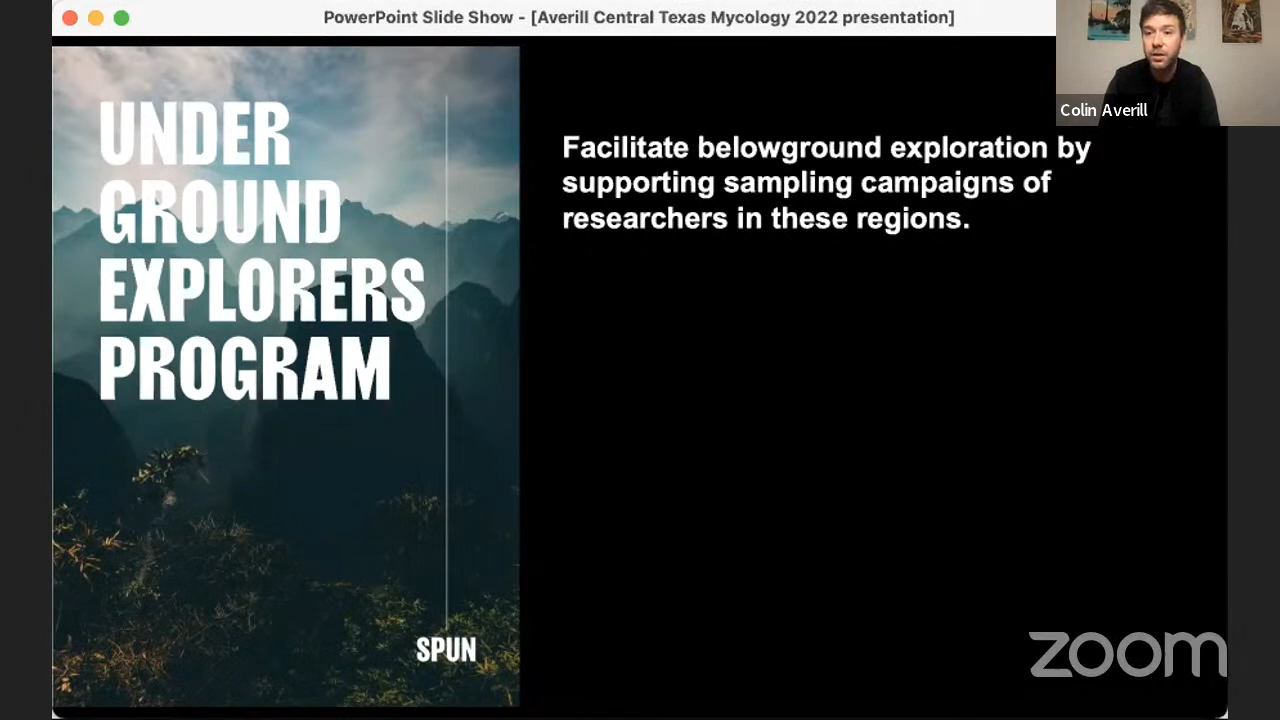 PowerPoint Slide Show - [Averill Central Texas Mycology 2022 presentation]
Colin Averill
UNDER
GROUND
EXPLORERS
PROGRAM
SPUN
Facilitate belowground exploration by
supporting sampling campaigns of
researchers in these regions.
zoom